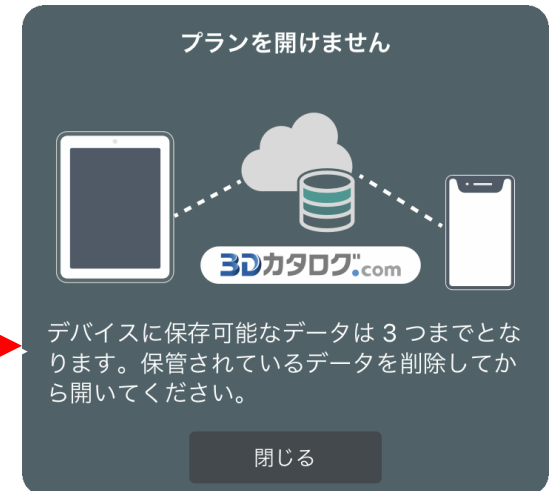 プランを開けません
3Dカタログ.com
デバイスに保存可能なデータは 3 つまでとな
ります。保管されているデータを削除してか
ら開いてください。
閉じる